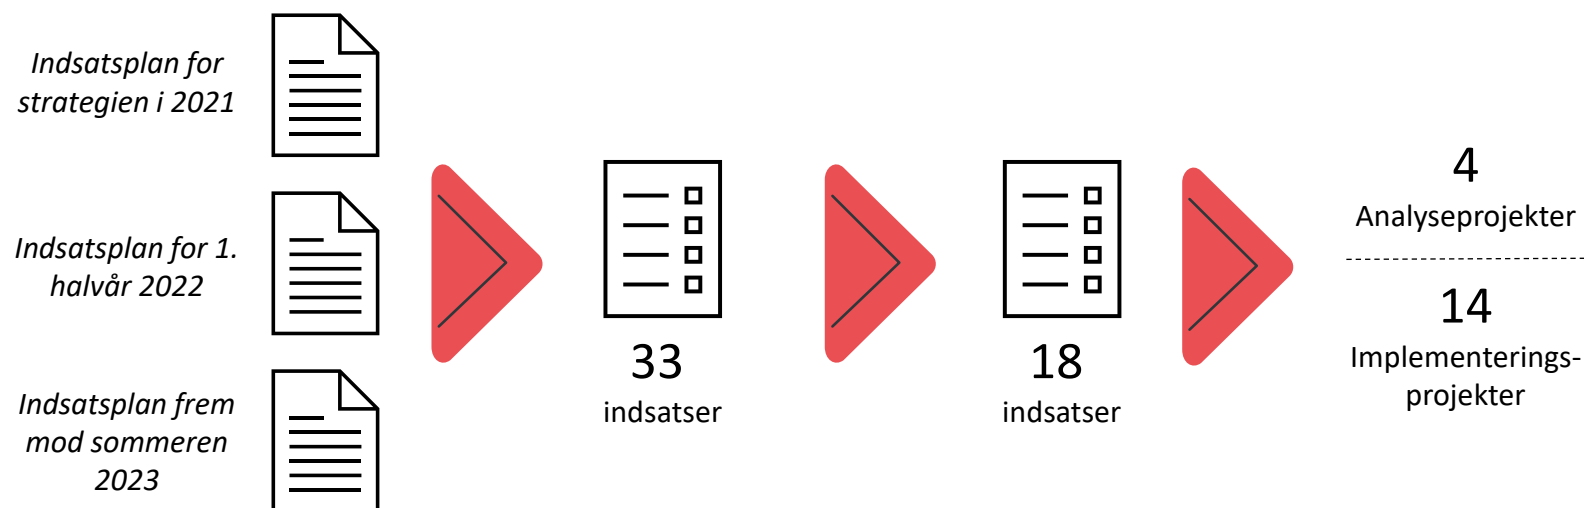 Indsatsplan for
strategien i 2021
Indsatsplan for 1.
halvår 2022
Indsatsplan frem
mod sommeren
2023
33
indsatser
18
indsatser
4
Analyseprojekter
14
Implementerings-
projekter